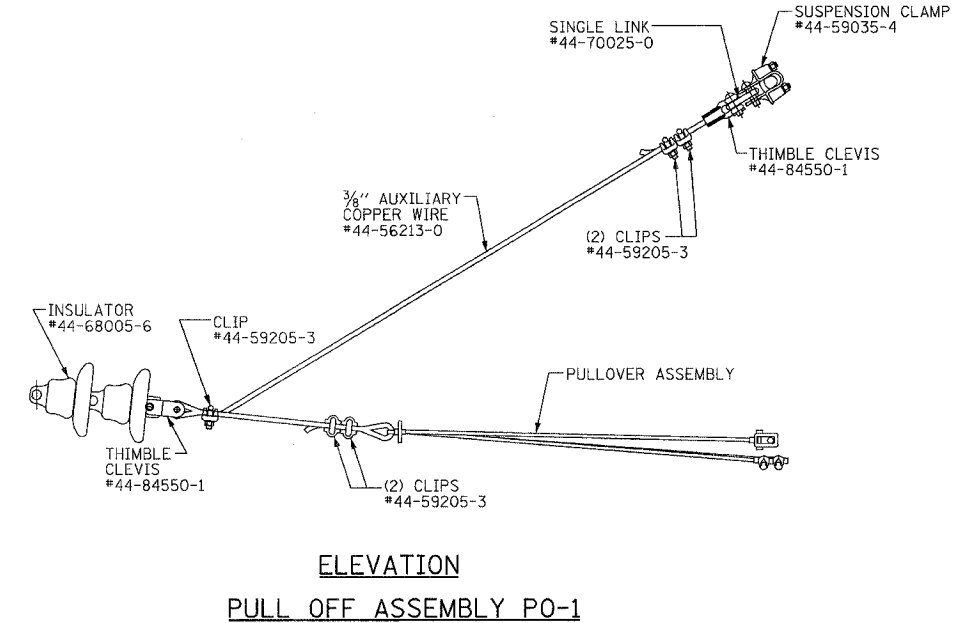 SUSPENSION CLAMP
#44-59035-4
SINGLE LINK
#44-70025-0
THIMBLE CLEVIS
#44-84550-1
3/8" AUXILIARY
COPPER WIRE
#44-56213-0
(2) CLIPS
#44-59205-3
INSULATOR
#44-68005-6
CLIP
#44-59205-3
PULLOVER ASSEMBLY
THIMBLE
CLEVIS
#44-84550-1
(2) CLIPS
#44-59205-3
ELEVATION
PULL OFF ASSEMBLY PO-1